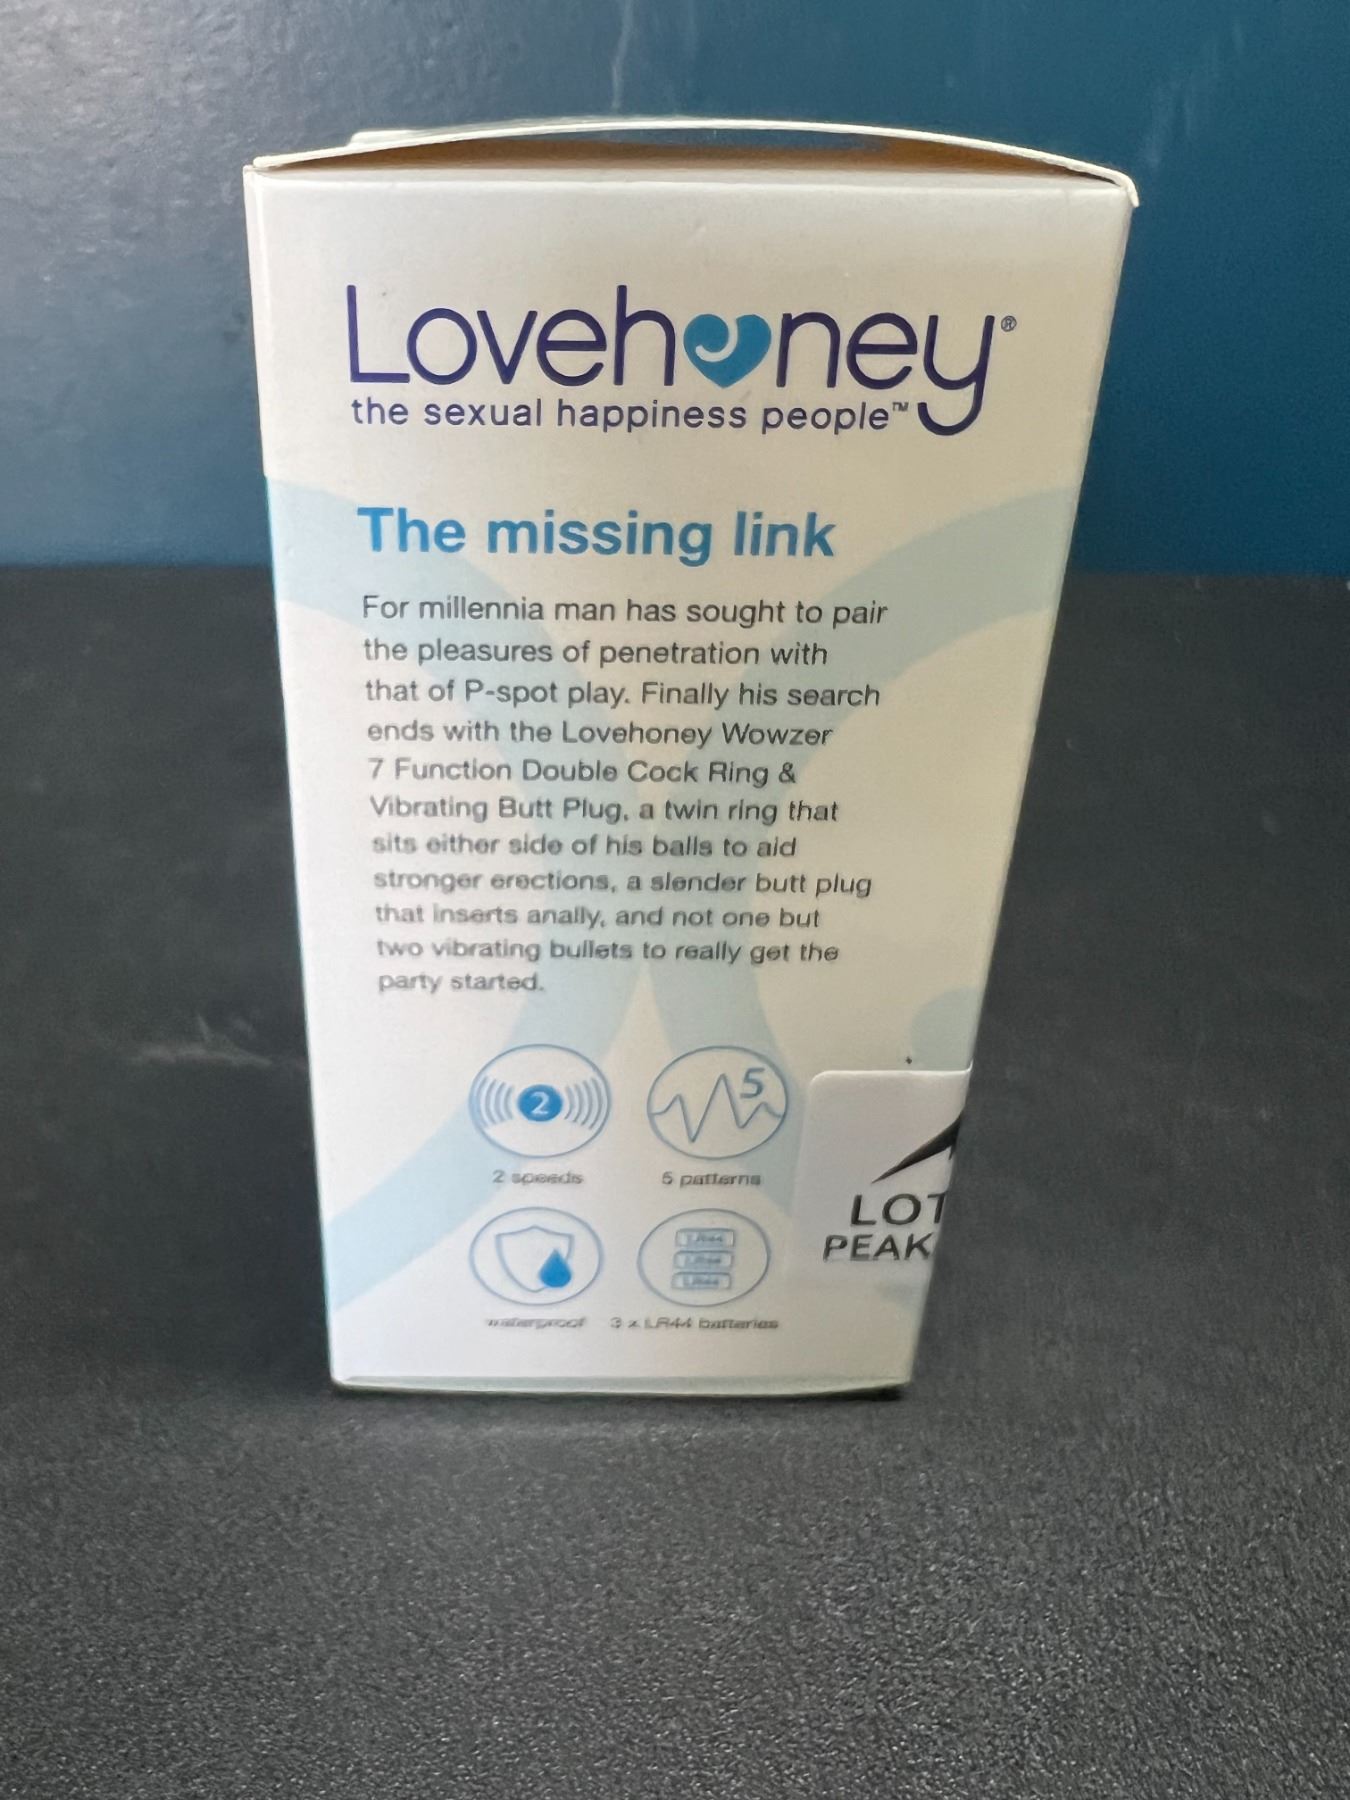 Lovehoney®
the sexual happiness people™
The missing link
For millennia man has sought to pair
the pleasures of penetration with
that of P-spot play. Finally his search
ends with the Lovehoney Wowzer
7 Function Double Cock Ring &
Vibrating Butt Plug, a twin ring that
sits either side of his balls to aid
stronger erections, a slender butt plug
that inserts anally, and not one but
two vibrating bullets to really get the
party started.
2
5
2 speeds
5 patterns
LOT
PEAK
LR44
LR44
LR44
waterproof
3 x LR44 batteries